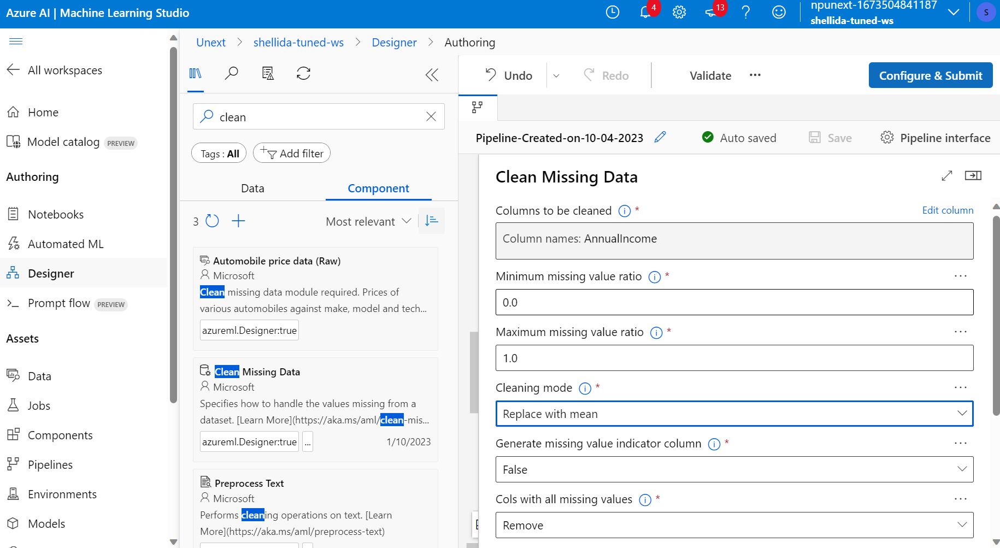 Azure AI | Machine Learning Studio
4
13
npunext-1673504841187
shellida-tuned-ws
S
All workspaces
Home
Model catalog PREVIEW
Authoring
Notebooks
Automated ML
Designer
Prompt flow PREVIEW
Assets
Data
Jobs
Components
Pipelines
Environments
Models
Unext > shellida-tuned-ws > Designer > Authoring
clean
Tags : All
Add filter
Data
Component
3
Most relevant
Automobile price data (Raw)
Microsoft
Clean missing data module required. Prices of
various automobiles against make, model and tech...
azureml.Designer:true
Clean Missing Data
Microsoft
Specifies how to handle the values missing from a
dataset. [Learn More](https://aka.ms/aml/clean-mis...
azureml.Designer:true
...
1/10/2023
Preprocess Text
Microsoft
Performs cleaning operations on text. [Learn
More](https://aka.ms/aml/preprocess-text)
Undo
Redo
Validate
...
Configure & Submit
Pipeline-Created-on-10-04-2023
Auto saved
Save
Pipeline interface
Clean Missing Data
Columns to be cleaned *
Edit column
Column names: AnnualIncome
Minimum missing value ratio *
...
0.0
Maximum missing value ratio *
...
1.0
Cleaning mode *
...
Replace with mean
Generate missing value indicator column *
...
False
Cols with all missing values *
...
Remove